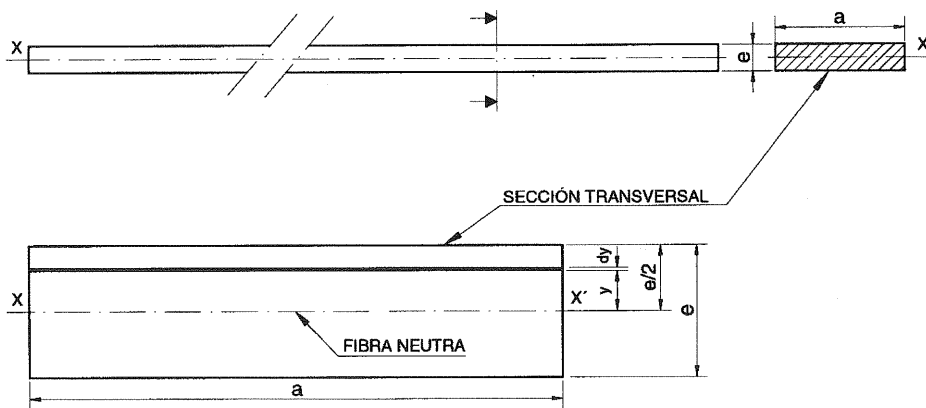 a
X
e
X
SECCIÓN TRANSVERSAL
dy
y
e/2
e
X
X´
FIBRA NEUTRA
a